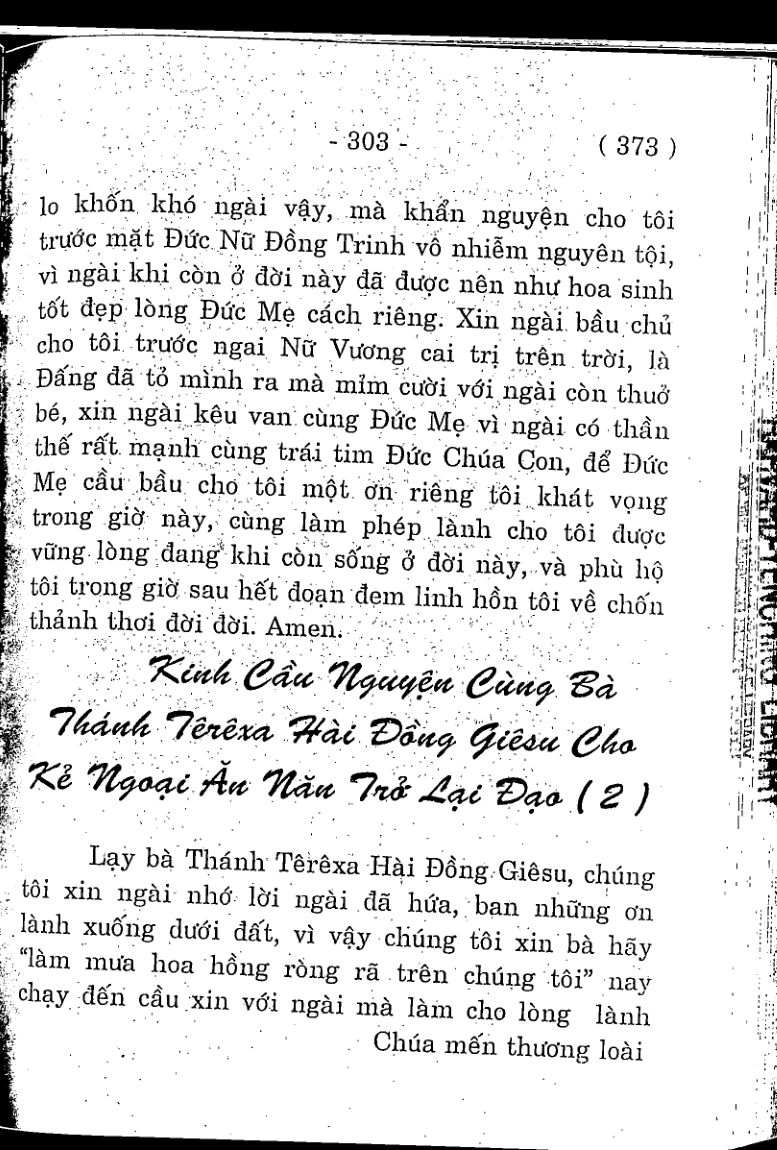 - 303 - ( 373 )
lo khốn khó ngài vậy, mà khẩn nguyện cho tôi
trước mặt Đức Nữ Đồng Trinh vô nhiễm nguyên tội,
vì ngài khi còn ở đời này đã được nên như hoa sinh
tốt đẹp lòng Đức Mẹ cách riêng. Xin ngài bầu chủ
cho tôi trước ngai Nữ Vương cai trị trên trời, là
Đấng đã tỏ mình ra mà mỉm cười với ngài còn thuở
bé, xin ngài kêu van cùng Đức Mẹ vì ngài có thần
thế rất mạnh cùng trái tim Đức Chúa Con, để Đức
Mẹ cầu bầu cho tôi một ơn riêng tôi khát vọng
trong giờ này, cùng làm phép lành cho tôi được
vững lòng đang khi còn sống ở đời này, và phù hộ
tôi trong giờ sau hết đoạn đem linh hồn tôi về chốn
thảnh thơi đời đời. Amen.
Kinh Cầu Nguyện Cùng Bà
Thánh Têrêxa Hài Đồng Giêsu Cho
Kẻ Ngoại Ăn Năn Trở Lại Đạo ( 2 )
Lạy bà Thánh Têrêxa Hài Đồng Giêsu, chúng
tôi xin ngài nhớ lời ngài đã hứa, ban những ơn
lành xuống dưới đất, vì vậy chúng tôi xin bà hãy
“làm mưa hoa hồng ròng rã trên chúng tôi” nay
chạy đến cầu xin với ngài mà làm cho lòng lành
Chúa mến thương loài
HARVARD-YENCHING LIBRARY